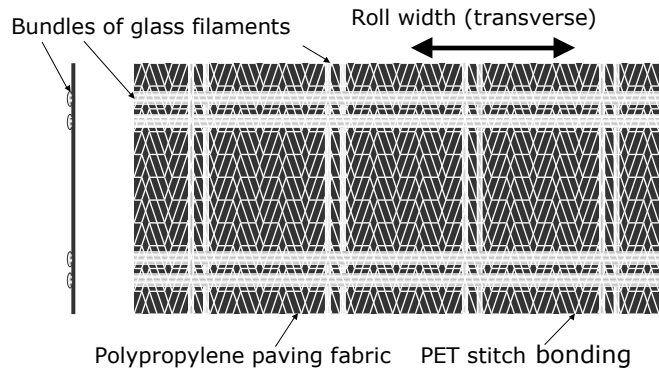 Roll width (transverse)
Bundles of glass filaments
Polypropylene paving fabric
PET stitch bonding